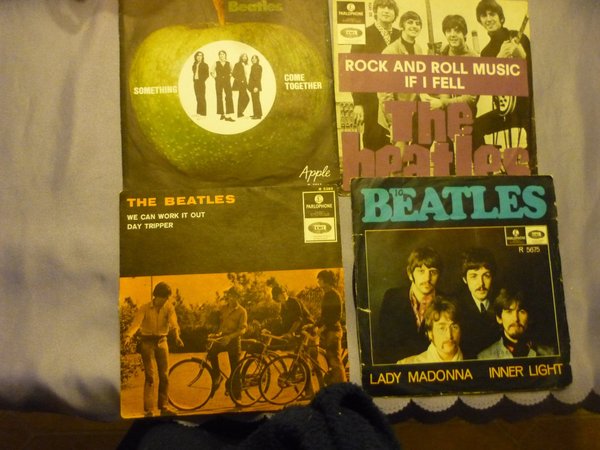 Beatles
SOMETHING
COME
TOGETHER
Apple
PARLOPHONE
EMI
ROCK AND ROLL MUSIC
IF I FELL
The
beatles
THE BEATLES
WE CAN WORK IT OUT
DAY TRIPPER
PARLOPHONE
BEATLES
R 5675
LADY MADONNA INNER LIGHT